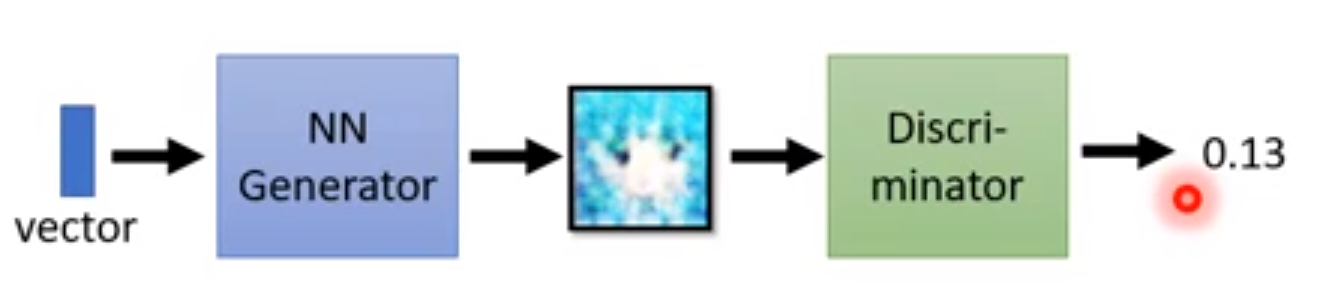 vector
NN
Generator
Discri-
minator
0.13